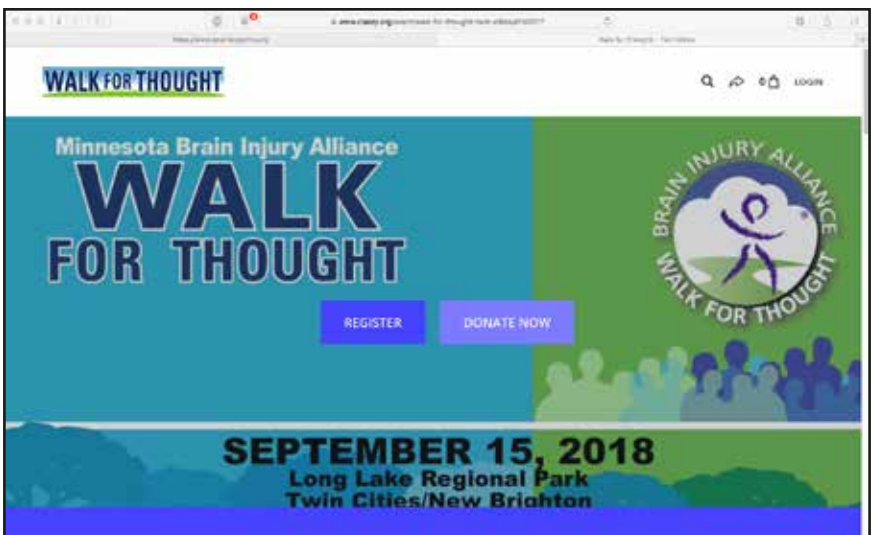 WALK FOR THOUGHT
0 LOGIN
Minnesota Brain Injury Alliance
WALK
FOR THOUGHT
BRAIN INJURY ALLIANCE
WALK FOR THOUGHT
REGISTER DONATE NOW
SEPTEMBER 15, 2018
Long Lake Regional Park
Twin Cities/New Brighton